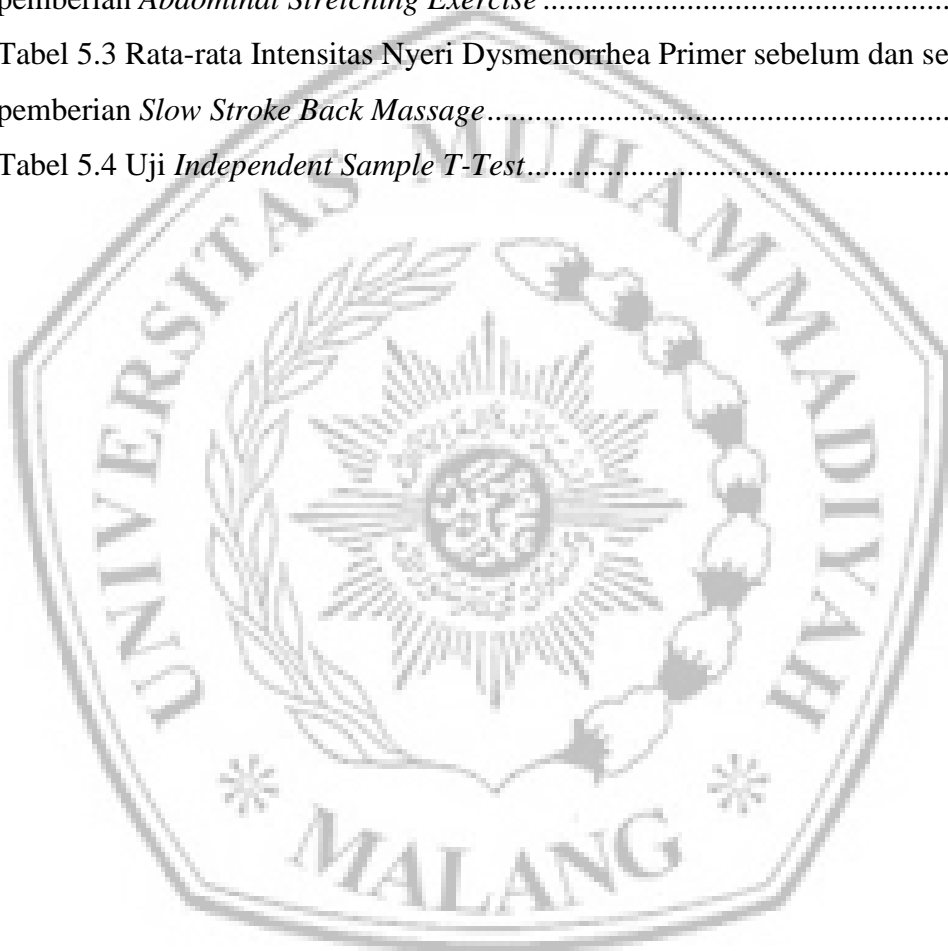 pemberian Abdominal Stretching Exercise ..........................................................
Tabel 5.3 Rata-rata Intensitas Nyeri Dysmenorrhea Primer sebelum dan se
pemberian Slow Stroke Back Massage..............................................................
Tabel 5.4 Uji Independent Sample T-Test..........................................................
UNIVERSITAS MUHAMMADIYAH
MALANG